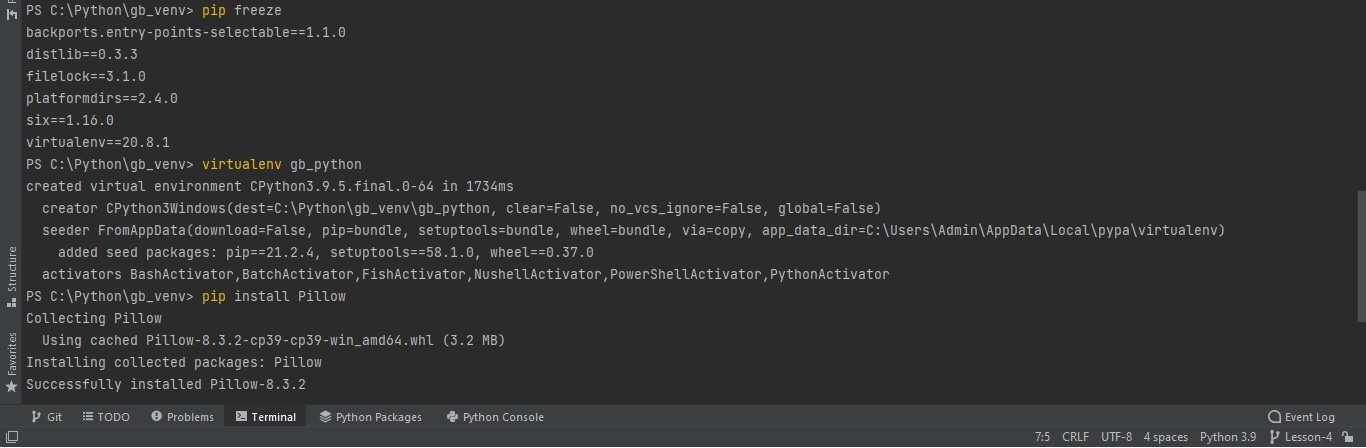 PS C:\Python\gb_venv> pip freeze
backports.entry-points-selectable==1.1.0
distlib==0.3.3
filelock==3.1.0
platformdirs==2.4.0
six==1.16.0
virtualenv==20.8.1
PS C:\Python\gb_venv> virtualenv gb_python
created virtual environment CPython3.9.5.final.0-64 in 1734ms
  creator CPython3Windows(dest=C:\Python\gb_venv\gb_python, clear=False, no_vcs_ignore=False, global=False)
  seeder FromAppData(download=False, pip=bundle, setuptools=bundle, wheel=bundle, via=copy, app_data_dir=C:\Users\Admin\AppData\Local\pypa\virtualenv)
    added seed packages: pip==21.2.4, setuptools==58.1.0, wheel==0.37.0
  activators BashActivator,BatchActivator,FishActivator,NushellActivator,PowerShellActivator,PythonActivator
PS C:\Python\gb_venv> pip install Pillow
Collecting Pillow
  Using cached Pillow-8.3.2-cp39-cp39-win_amd64.whl (3.2 MB)
Installing collected packages: Pillow
Successfully installed Pillow-8.3.2
Structure
Favorites
Git TODO Problems Terminal Python Packages Python Console Event Log
7:5 CRLF UTF-8 4 spaces Python 3.9 Lesson-4